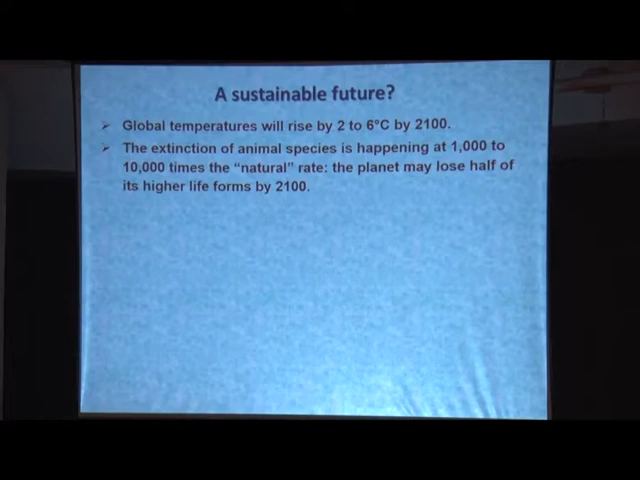 A sustainable future?
➢ Global temperatures will rise by 2 to 6°C by 2100.
➢ The extinction of animal species is happening at 1,000 to
10,000 times the “natural” rate: the planet may lose half of
its higher life forms by 2100.